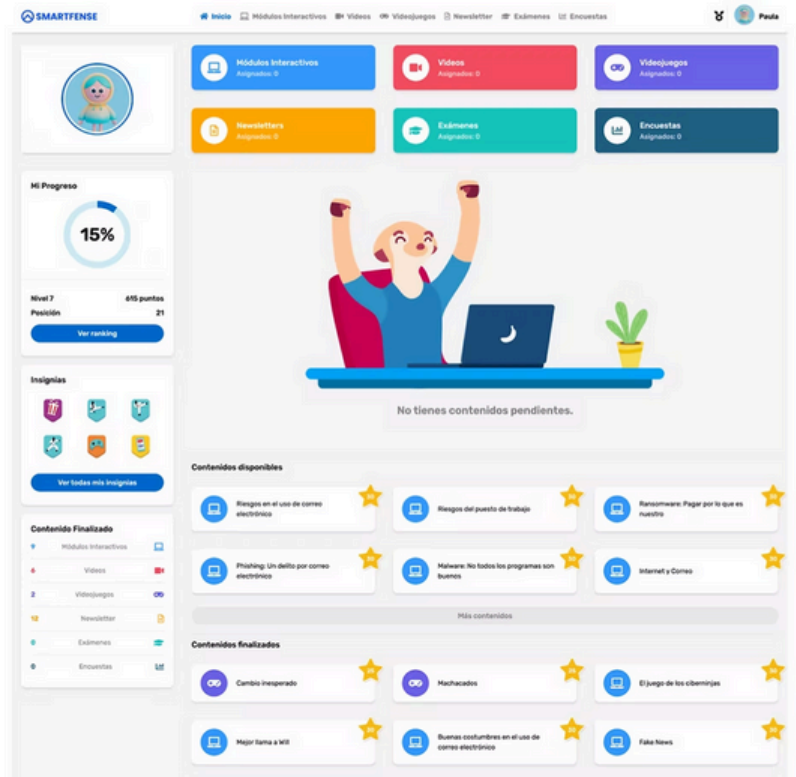 SMARTFENSE
Inicio Módulos Interactivos Videos Videojuegos Newsletter Exámenes Encuestas
Paula
Módulos Interactivos
Asignados: 0
Videos
Asignados: 0
Videojuegos
Asignados: 0
Newsletters
Asignados: 0
Exámenes
Asignados: 0
Encuestas
Asignados: 0
Mi Progreso
15%
Nivel 7 615 puntos
Posición 21
Ver ranking
Insignias
Ver todas mis insignias
Contenido Finalizado
9 Módulos Interactivos
6 Videos
2 Videojuegos
12 Newsletter
0 Exámenes
0 Encuestas
No tienes contenidos pendientes.
Contenidos disponibles
Riesgos en el uso de correo
electrónico
Riesgos del puesto de trabajo
Ransomware: Pagar por lo que es
nuestro
Phishing: Un delito por correo
electrónico
Malware: No todos los programas son
buenos
Internet y Correo
Más contenidos
Contenidos finalizados
Cambio inesperado
Machacados
El juego de los ciberninjas
Mejor llama a Will
Buenas costumbres en el uso de
correo electrónico
Fake News